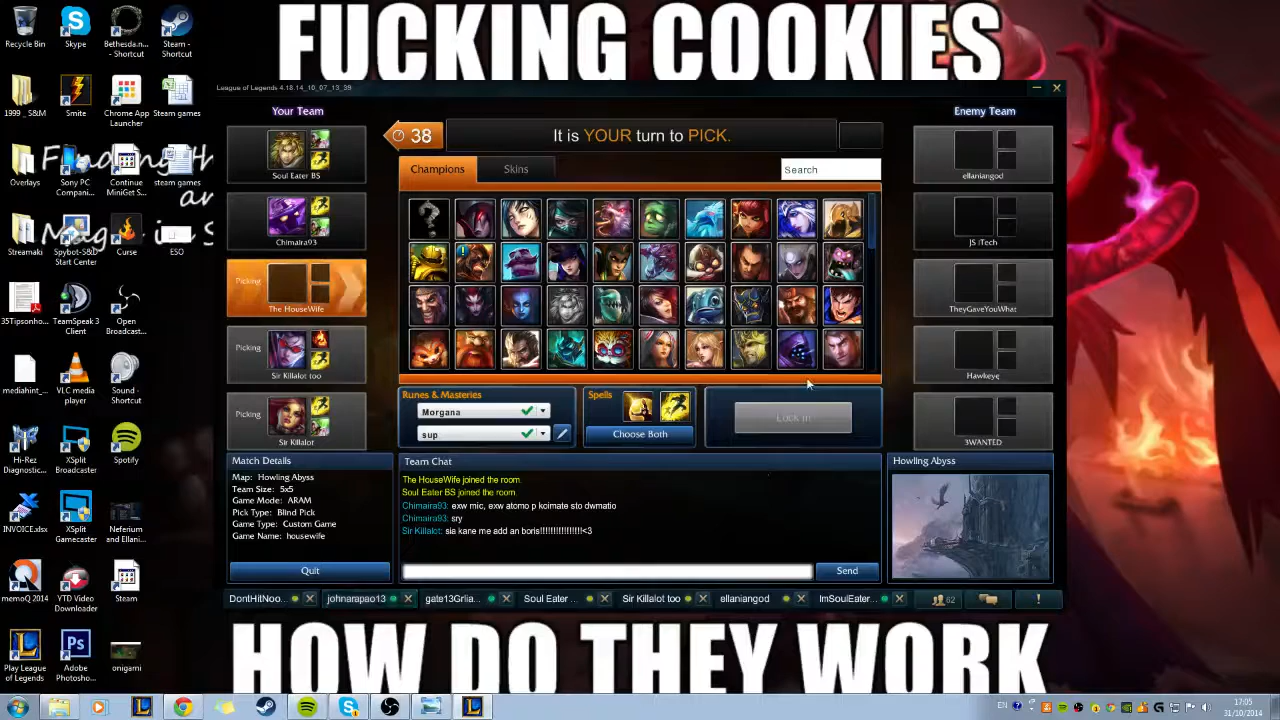 FUCKING COOKIES
Recycle Bin
Skype
Bethesda.n... - Shortcut
Steam - Shortcut
1999 _ S&M
Smite
Chrome App Launcher
Steam games
Overlays
Sony PC Compania...
Continue MiniGet S...
steam games
Streamaki
Spybot-S&D Start Center
Curse
ESO
35Tipsonho...
TeamSpeak 3 Client
Open Broadcast...
mediahint_...
VLC media player
Sound - Shortcut
Hi-Rez Diagnostic...
XSplit Broadcaster
Spotify
INVOICE.xlsx
XSplit Gamecaster
Neferium and Ellani...
memoQ 2014
YTD Video Downloader
Steam
Play League of Legends
Adobe Photosho...
onigami
League of Legends 4.18.14_10_07_13_39
Your Team
38
It is YOUR turn to PICK.
Enemy Team
Champions
Skins
Search
Soul Eater BS
Chimaira93
Picking
The HouseWife
Picking
Sir Killalot too
Picking
Sir Killalot
ellaniangod
JS iTech
TheyGaveYouWhat
Hawkeye
3WANTED
Runes & Masteries
Morgana
sup
Spells
Choose Both
Lock In
Match Details
Map: Howling Abyss
Team Size: 5x5
Game Mode: ARAM
Pick Type: Blind Pick
Game Type: Custom Game
Game Name: housewife
Quit
Team Chat
The HouseWife joined the room.
Soul Eater BS joined the room.
Chimaira93: exw mic, exw atomo p koimate sto dwmatio
Chimaira93: sry
Sir Killalot: sia kane me add an boris!!!!!!!!!!!!!!!!<3
Send
Howling Abyss
DontHitNoo...
johnarapao13
gate13Grlia...
Soul Eater ...
Sir Killalot too
ellaniangod
ImSoulEater...
62
HOW DO THEY WORK
EN
17:05
31/10/2014